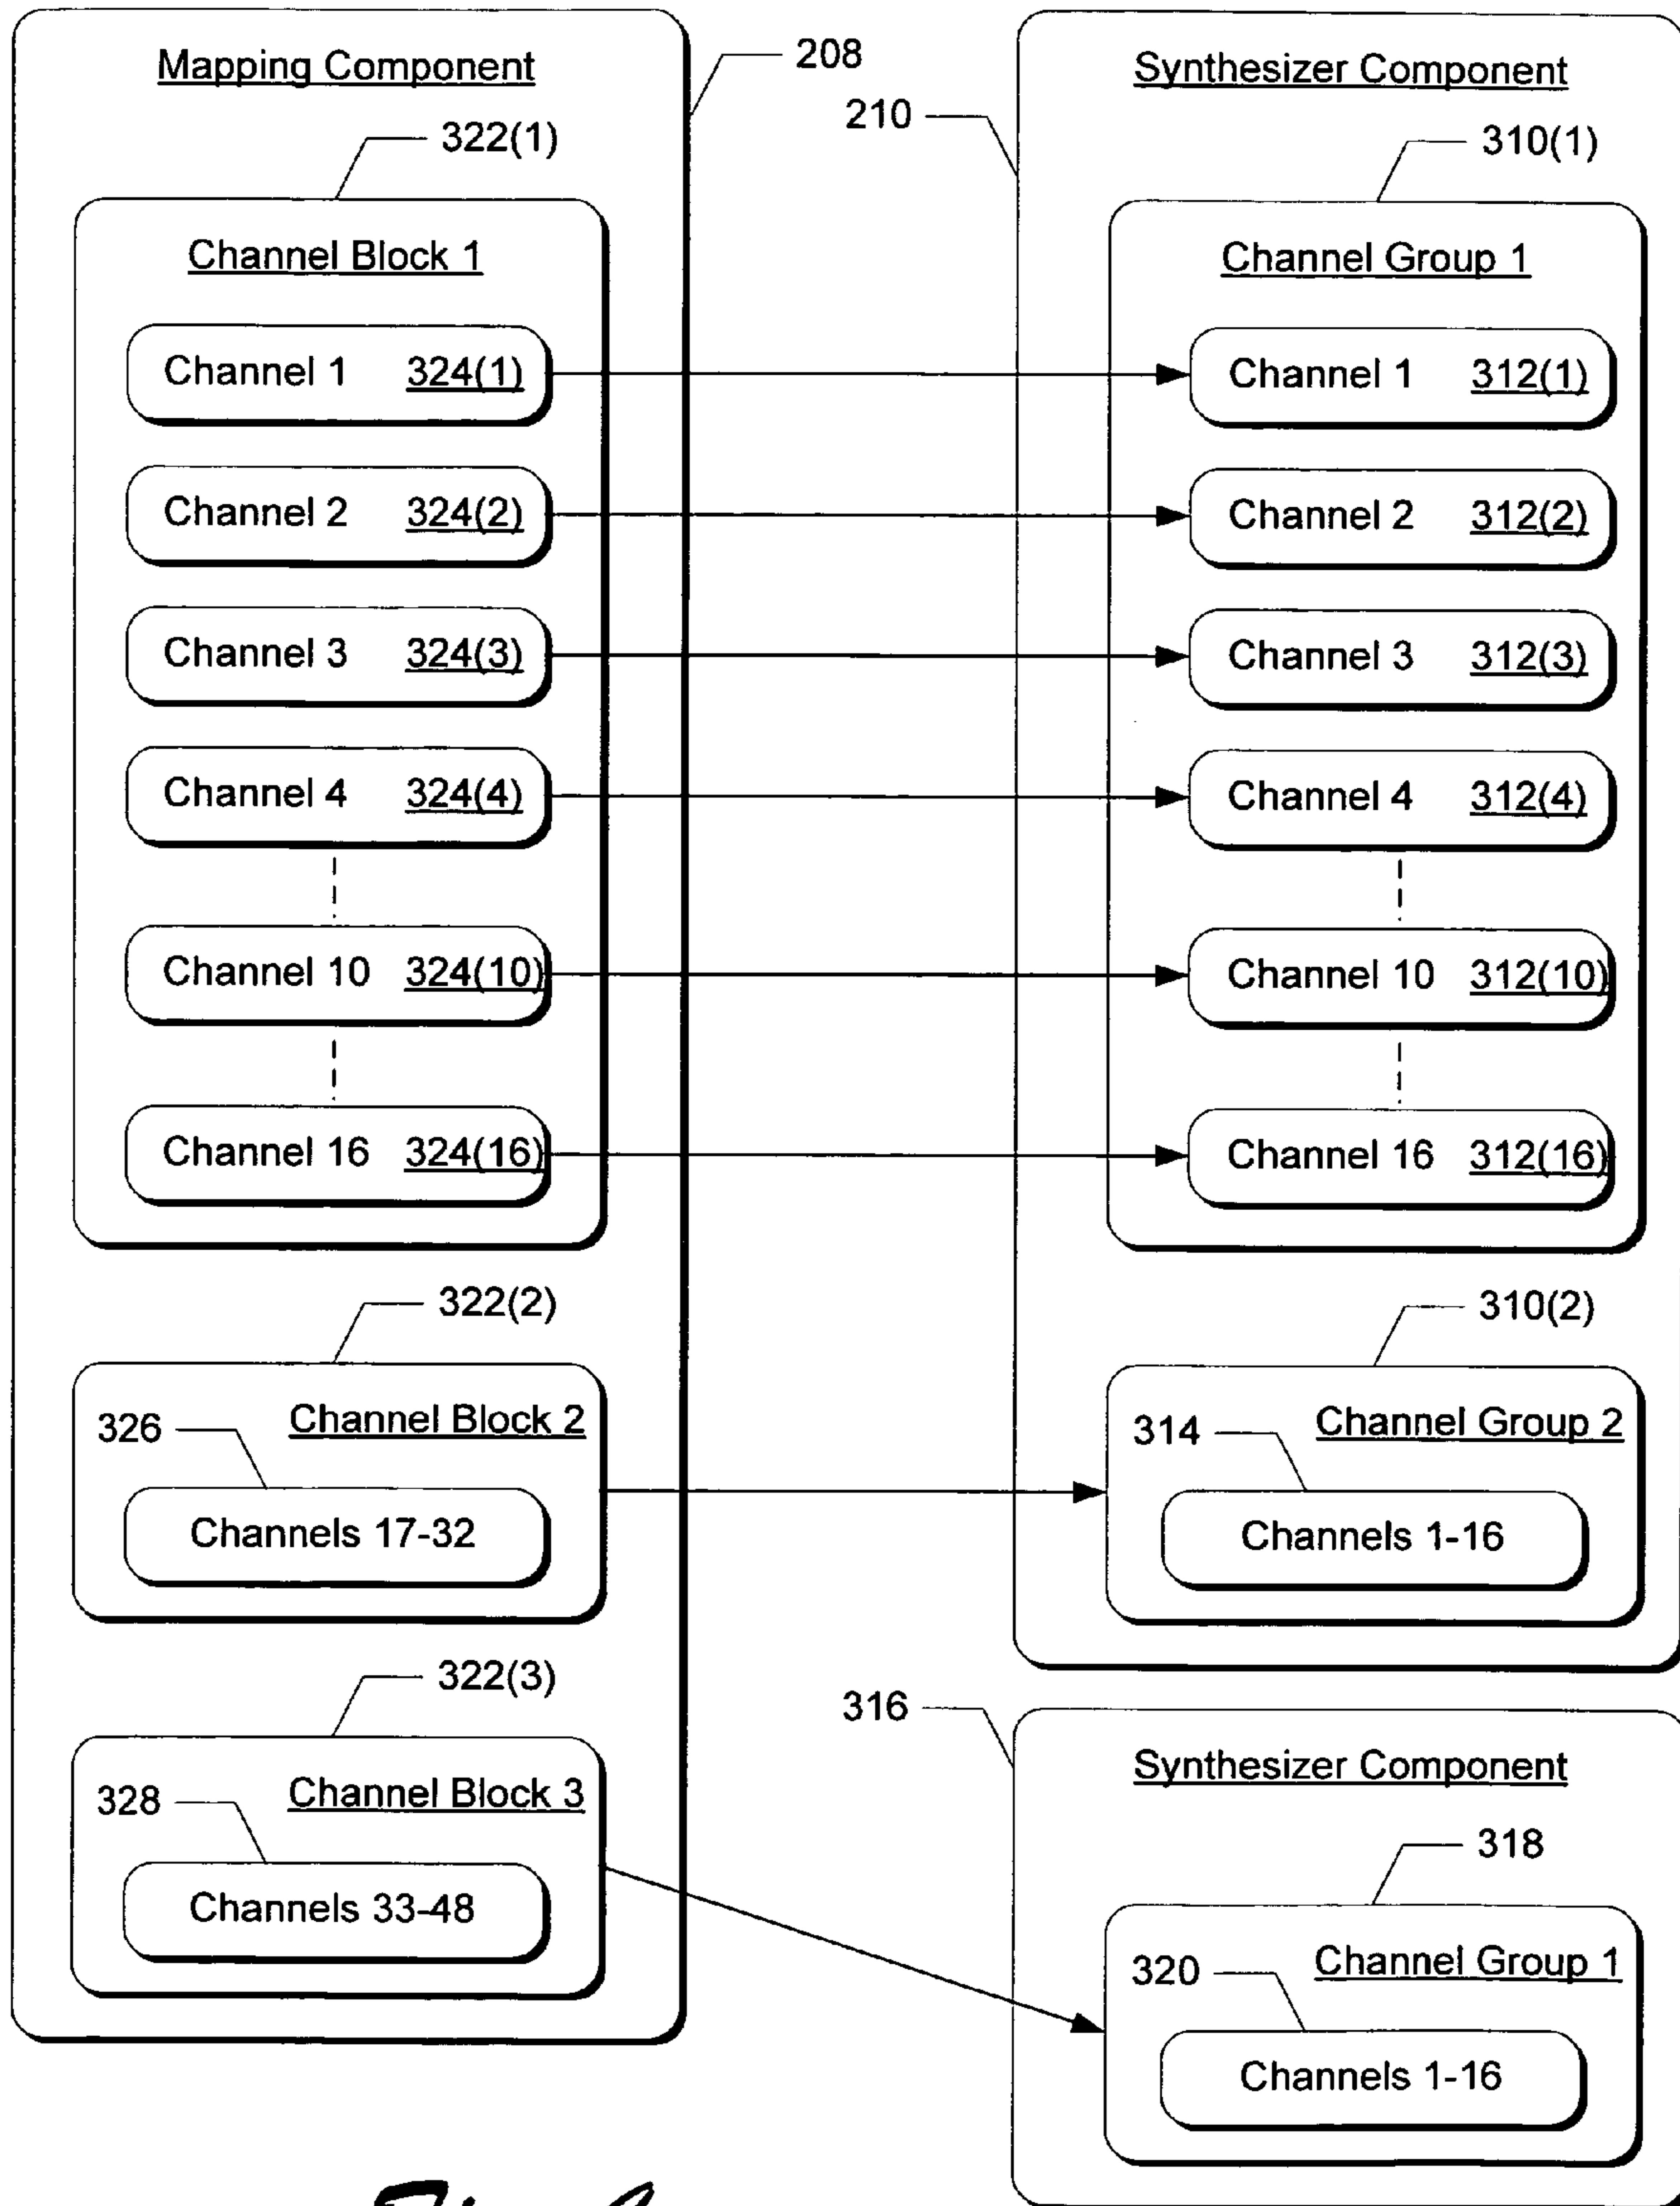 Mapping Component
208
322(1)
Channel Block 1
Channel 1 324(1)
Channel 2 324(2)
Channel 3 324(3)
Channel 4 324(4)
Channel 10 324(10)
Channel 16 324(16)
322(2)
326
Channel Block 2
Channels 17-32
322(3)
328
Channel Block 3
Channels 33-48
Synthesizer Component
210
310(1)
Channel Group 1
Channel 1 312(1)
Channel 2 312(2)
Channel 3 312(3)
Channel 4 312(4)
Channel 10 312(10)
Channel 16 312(16)
310(2)
314
Channel Group 2
Channels 1-16
316
Synthesizer Component
318
320
Channel Group 1
Channels 1-16